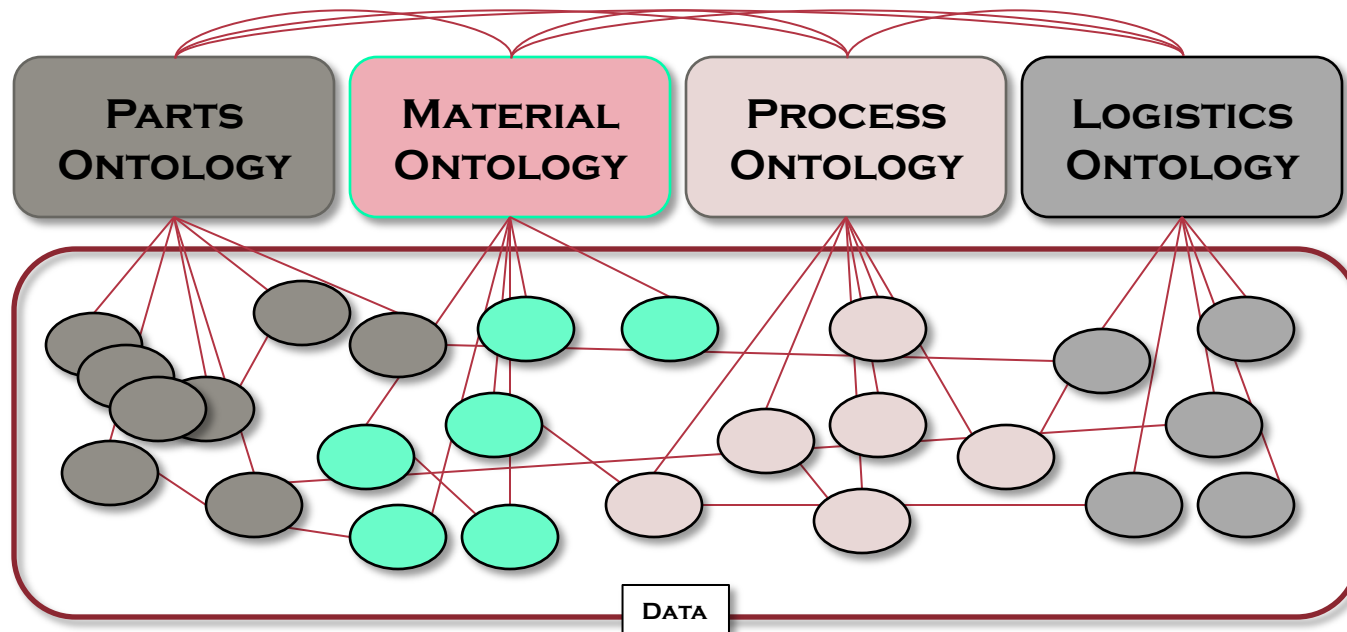 Parts
Ontology
Material
Ontology
Process
Ontology
Logistics
Ontology
Data